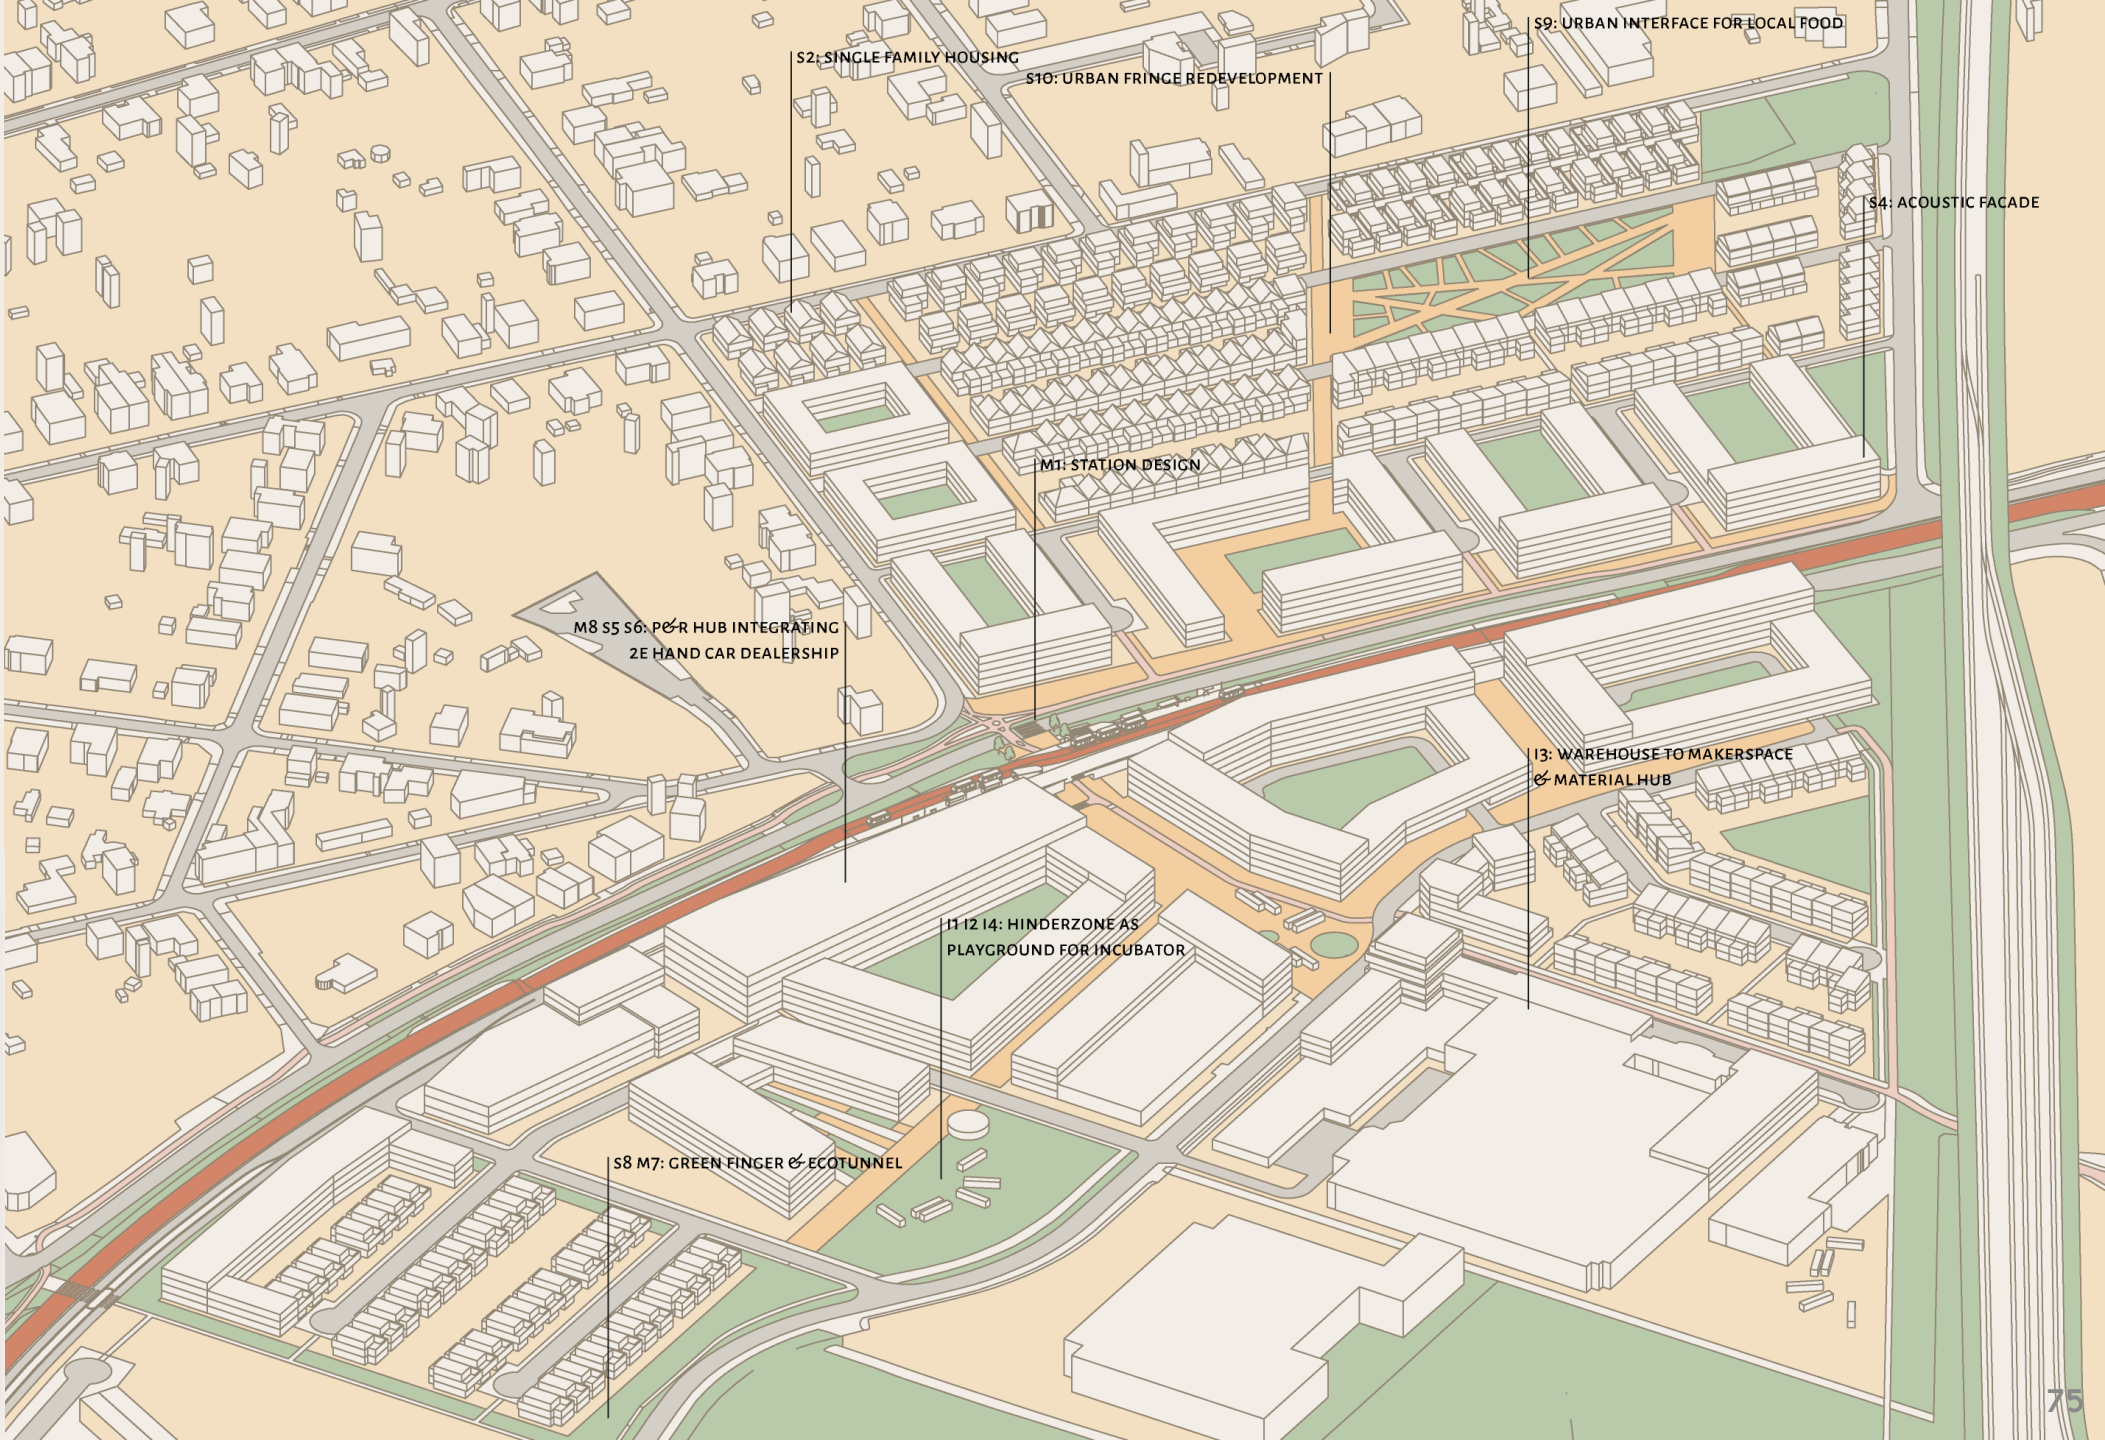 S9: URBAN INTERFACE FOR LOCAL FOOD
S2: SINGLE FAMILY HOUSING
S10: URBAN FRINGE REDEVELOPMENT
S4: ACOUSTIC FACADE
M1: STATION DESIGN
M8 S5 S6: P&R HUB INTEGRATING
2E HAND CAR DEALERSHIP
I3: WAREHOUSE TO MAKERSPACE
& MATERIAL HUB
I1 I2 I4: HINDERZONE AS
PLAYGROUND FOR INCUBATOR
S8 M7: GREEN FINGER & ECOTUNNEL
75